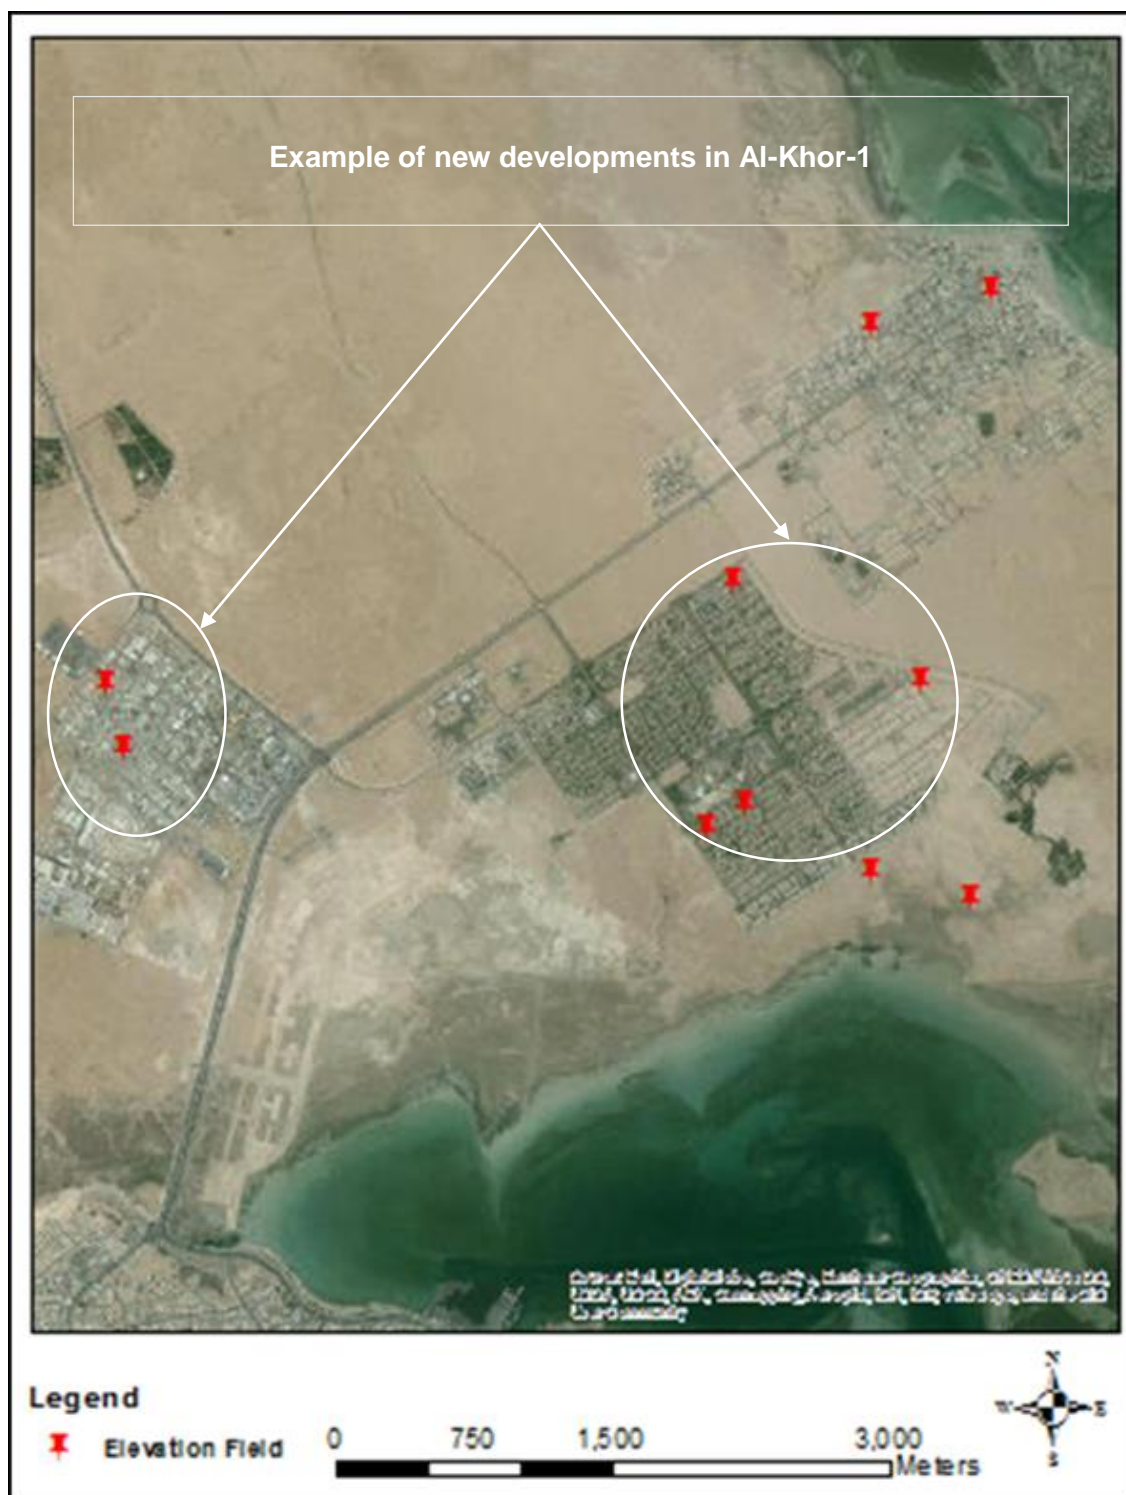 Example of new developments in Al-Khor-1
Legend
Elevation Field
0 750 1,500 3,000
Meters
N
W E
S